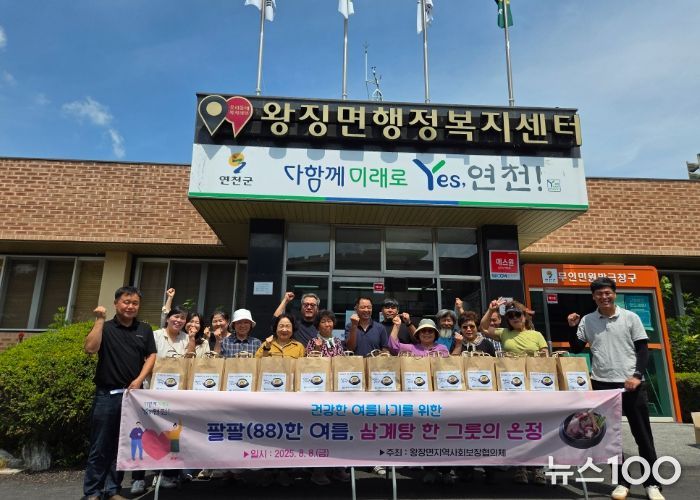 왕징면행정복지센터
연천군
다함께 미래로 Yes, 연천!
에스원
무인민원발급창구
건강한 여름나기를 위한
팔팔(88)한 여름, 삼계탕 한 그릇의 온정
▶일시 : 2025. 8. 8.(금) ▶주최 : 왕징면지역사회보장협의체
뉴스100